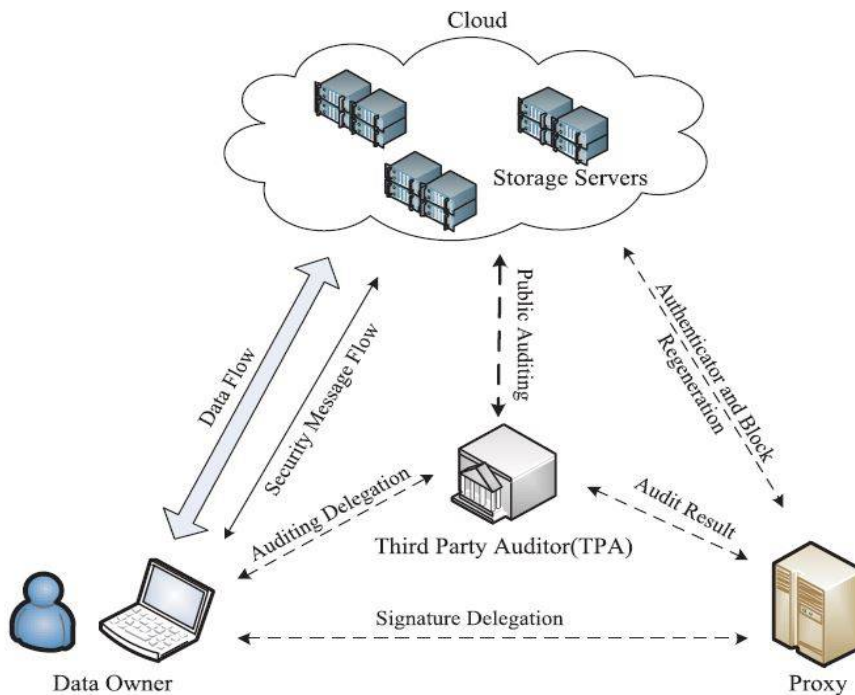 Cloud
Storage Servers
Data Flow
Security Message Flow
Public Auditing
Authenticator and Block
Regeneration
Auditing Delegation
Third Party Auditor(TPA)
Audit Result
Signature Delegation
Data Owner
Proxy